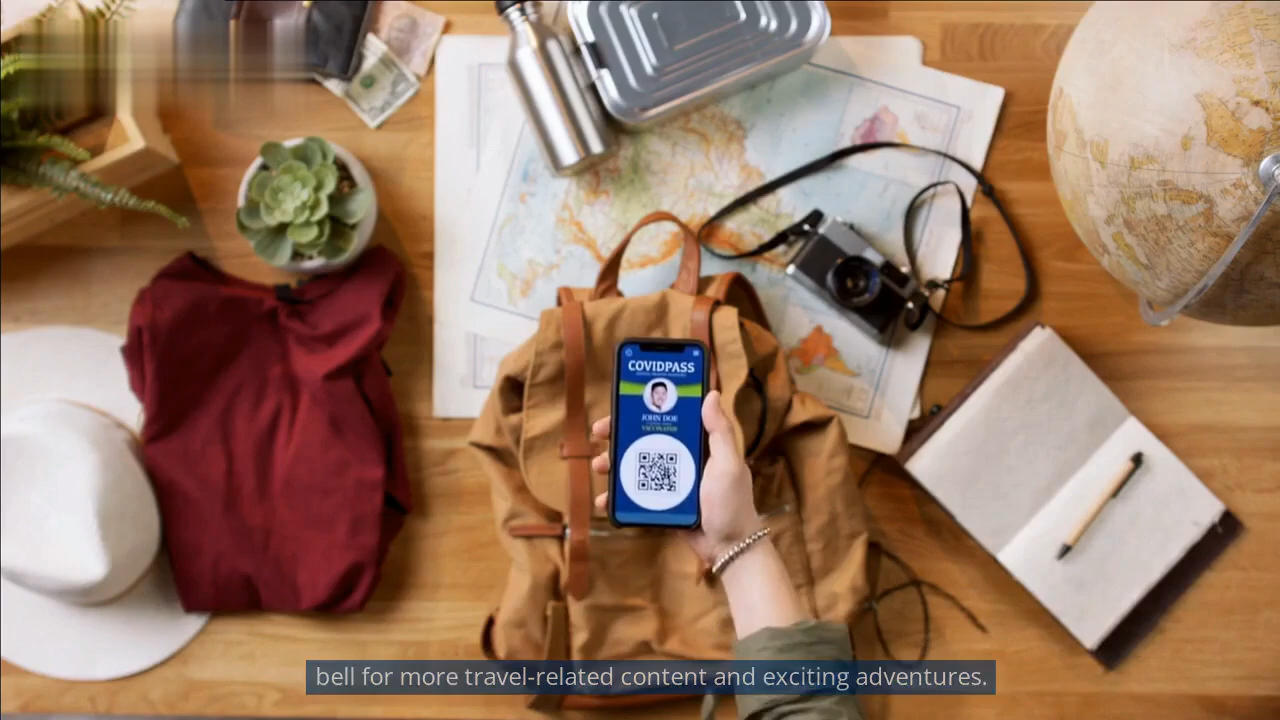 COVIDPASS
JOHN DOE
VACCINATED
bell for more travel-related content and exciting adventures.